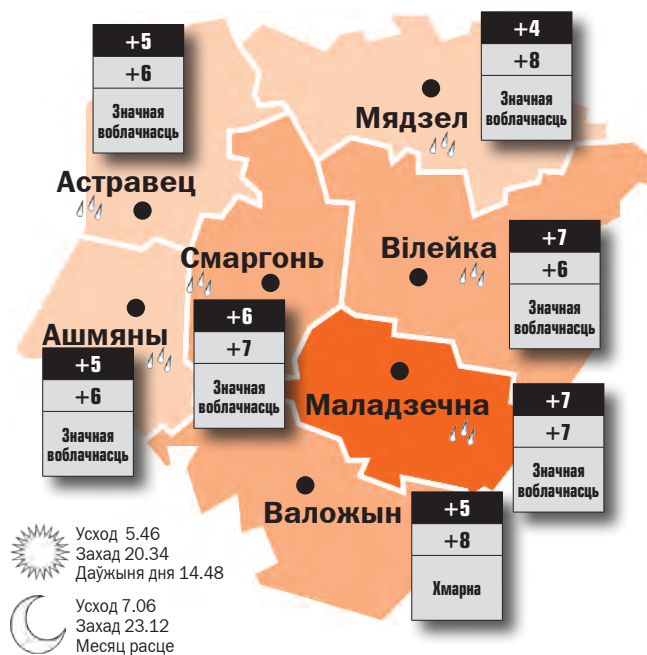 +5
+6
Значная
воблачнасць
Астравец
+4
+8
Значная
воблачнасць
Мядзел
Смаргонь
+6
+7
Значная
воблачнасць
Вілейка
+7
+6
Значная
воблачнасць
Ашмяны
+5
+6
Значная
воблачнасць
Маладзечна
+7
+7
Значная
воблачнасць
Валожын
+5
+8
Хмарна
Усход 5.46
Захад 20.34
Даўжыня дня 14.48
Усход 7.06
Захад 23.12
Месяц расце